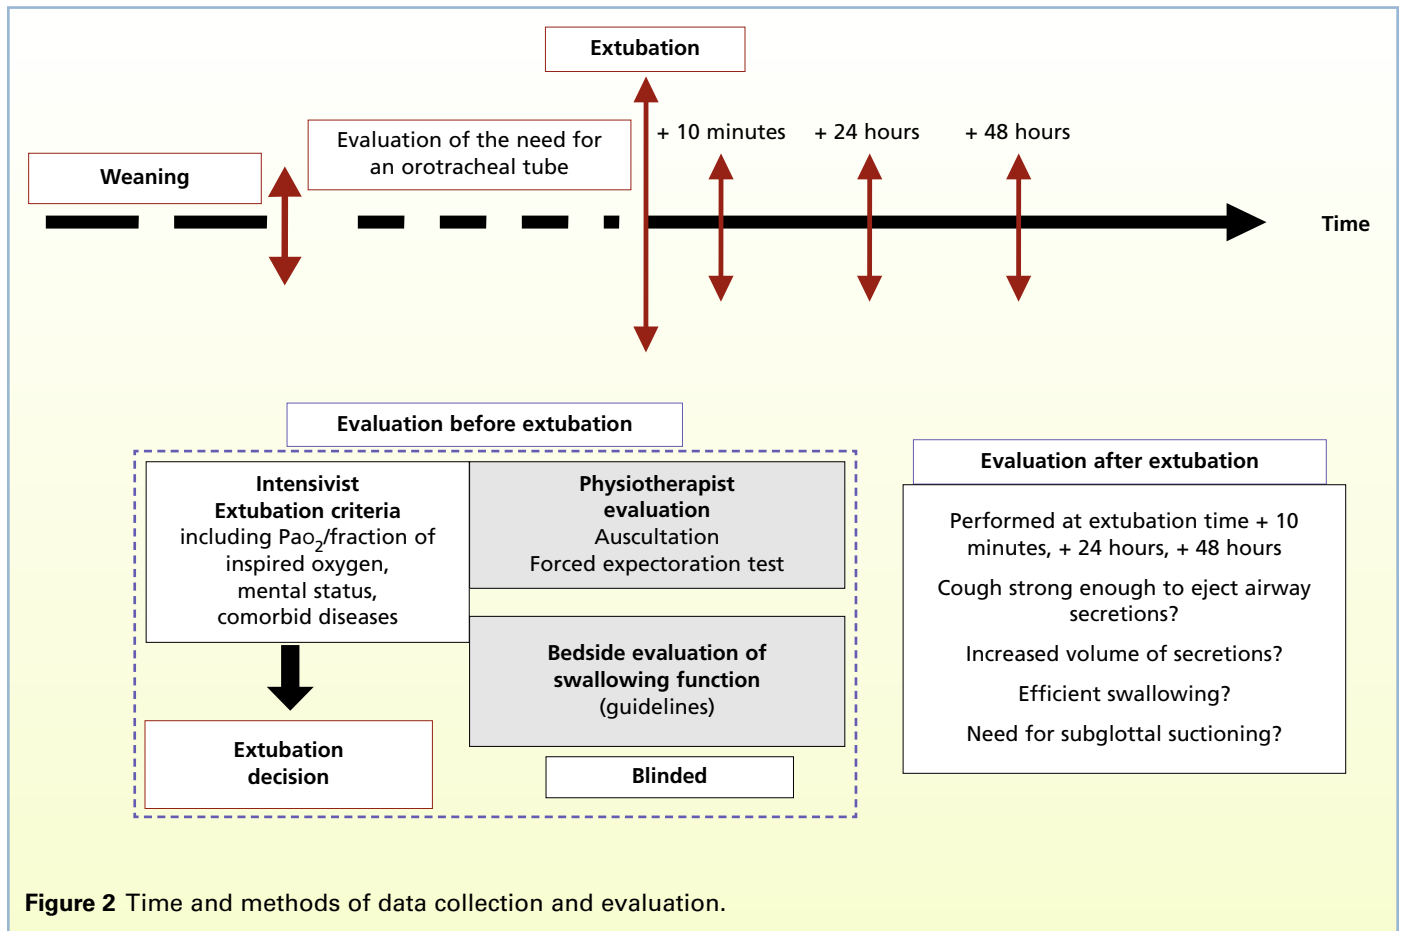 Extubation
Evaluation of the need for
an orotracheal tube
+ 10 minutes
+ 24 hours
+ 48 hours
Weaning
Time
Evaluation before extubation
Intensivist
Extubation criteria
including PaO2/fraction of
inspired oxygen,
mental status,
comorbid diseases
Extubation
decision
Physiotherapist
evaluation
Auscultation
Forced expectoration test
Bedside evaluation of
swallowing function
(guidelines)
Blinded
Evaluation after extubation
Performed at extubation time + 10
minutes, + 24 hours, + 48 hours
Cough strong enough to eject airway
secretions?
Increased volume of secretions?
Efficient swallowing?
Need for subglottal suctioning?
Figure 2 Time and methods of data collection and evaluation.